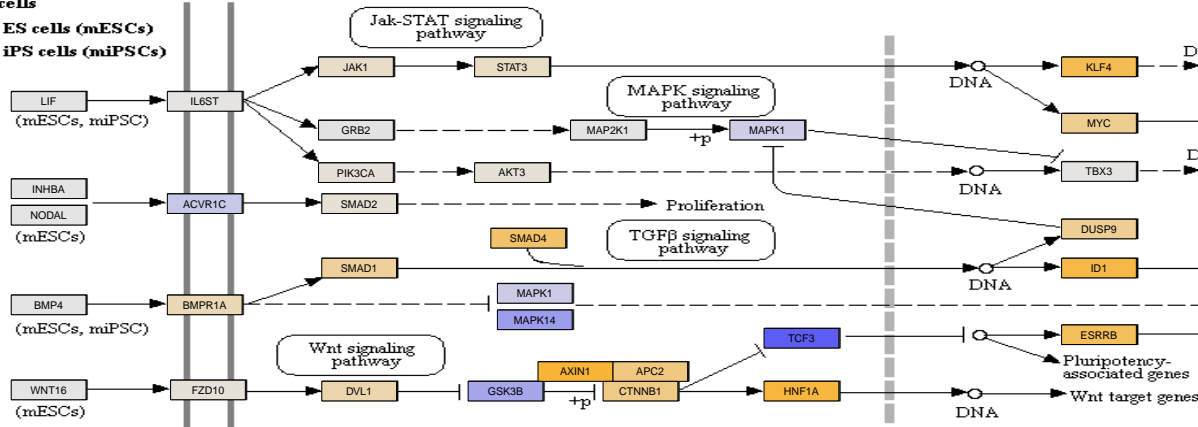 cells
ES cells (mESCs)
iPS cells (miPSCs)
Jak-STAT signaling
pathway
JAK1
STAT3
DNA
KLF4
D
LIF
(mESCs, miPSC)
IL6ST
MAPK signaling
pathway
GRB2
MAP2K1
+p
MAPK1
MYC
PIK3CA
AKT3
DNA
TBX3
D
INHBA
NODAL
(mESCs)
ACVR1C
SMAD2
Proliferation
SMAD4
TGFβ signaling
pathway
DUSP9
SMAD1
DNA
ID1
BMP4
(mESCs, miPSC)
BMPR1A
MAPK1
MAPK14
TCF3
ESRRB
Wnt signaling
pathway
Pluripotency-
associated genes
AXIN1
APC2
WNT16
(mESCs)
FZD10
DVL1
GSK3B
+p
CTNNB1
HNF1A
DNA
Wnt target genes